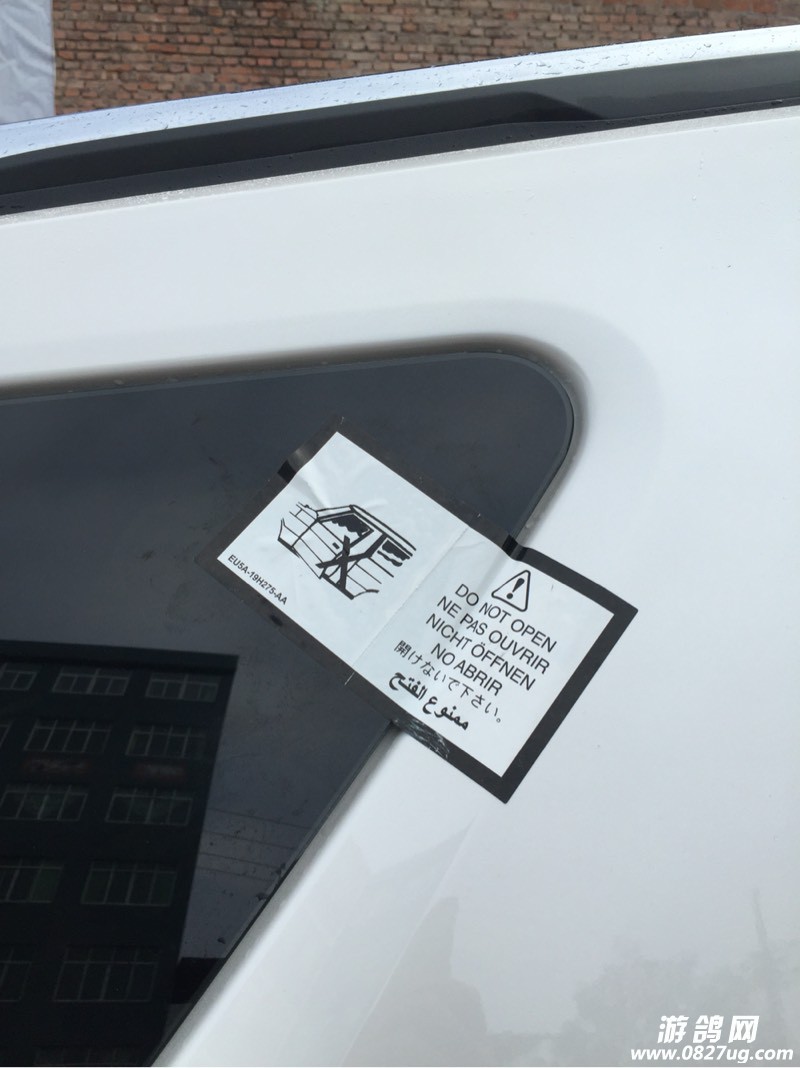 EU5A-19H275-AA
DO NOT OPEN
NE PAS OUVRIR
NICHT ÖFFNEN
NO ABRIR
開けないで下さい。
ممنوع الفتح
游鸽网
www.0827ug.com